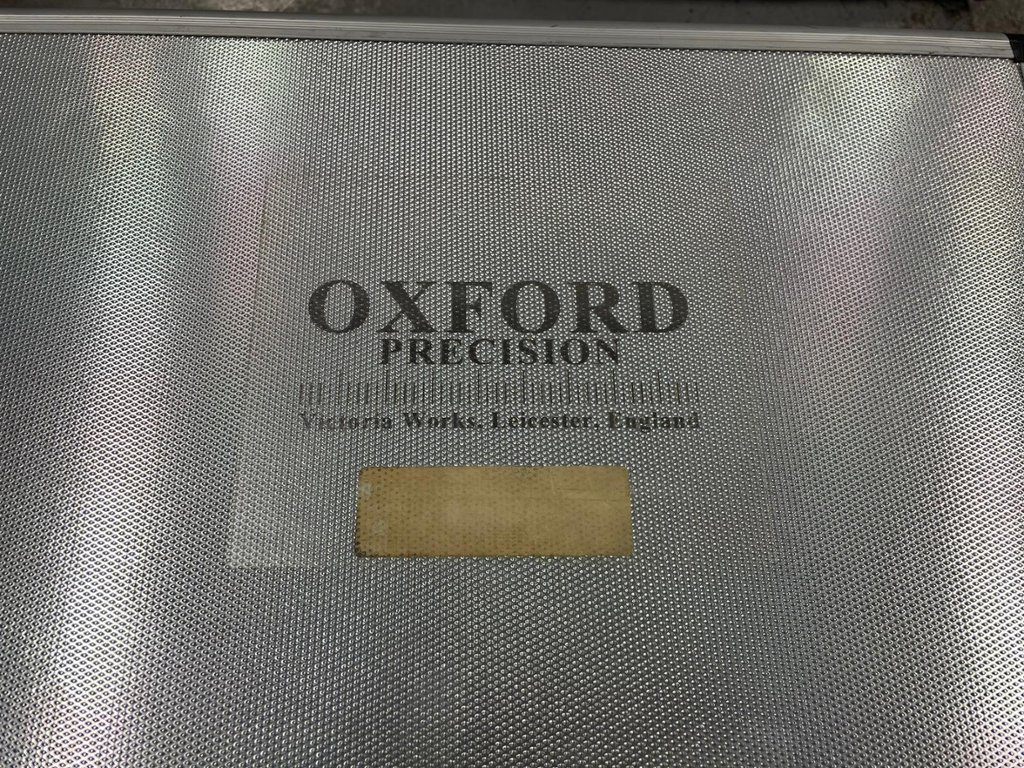 OXFORD
PRECISION
Victoria Works, Leicester, England